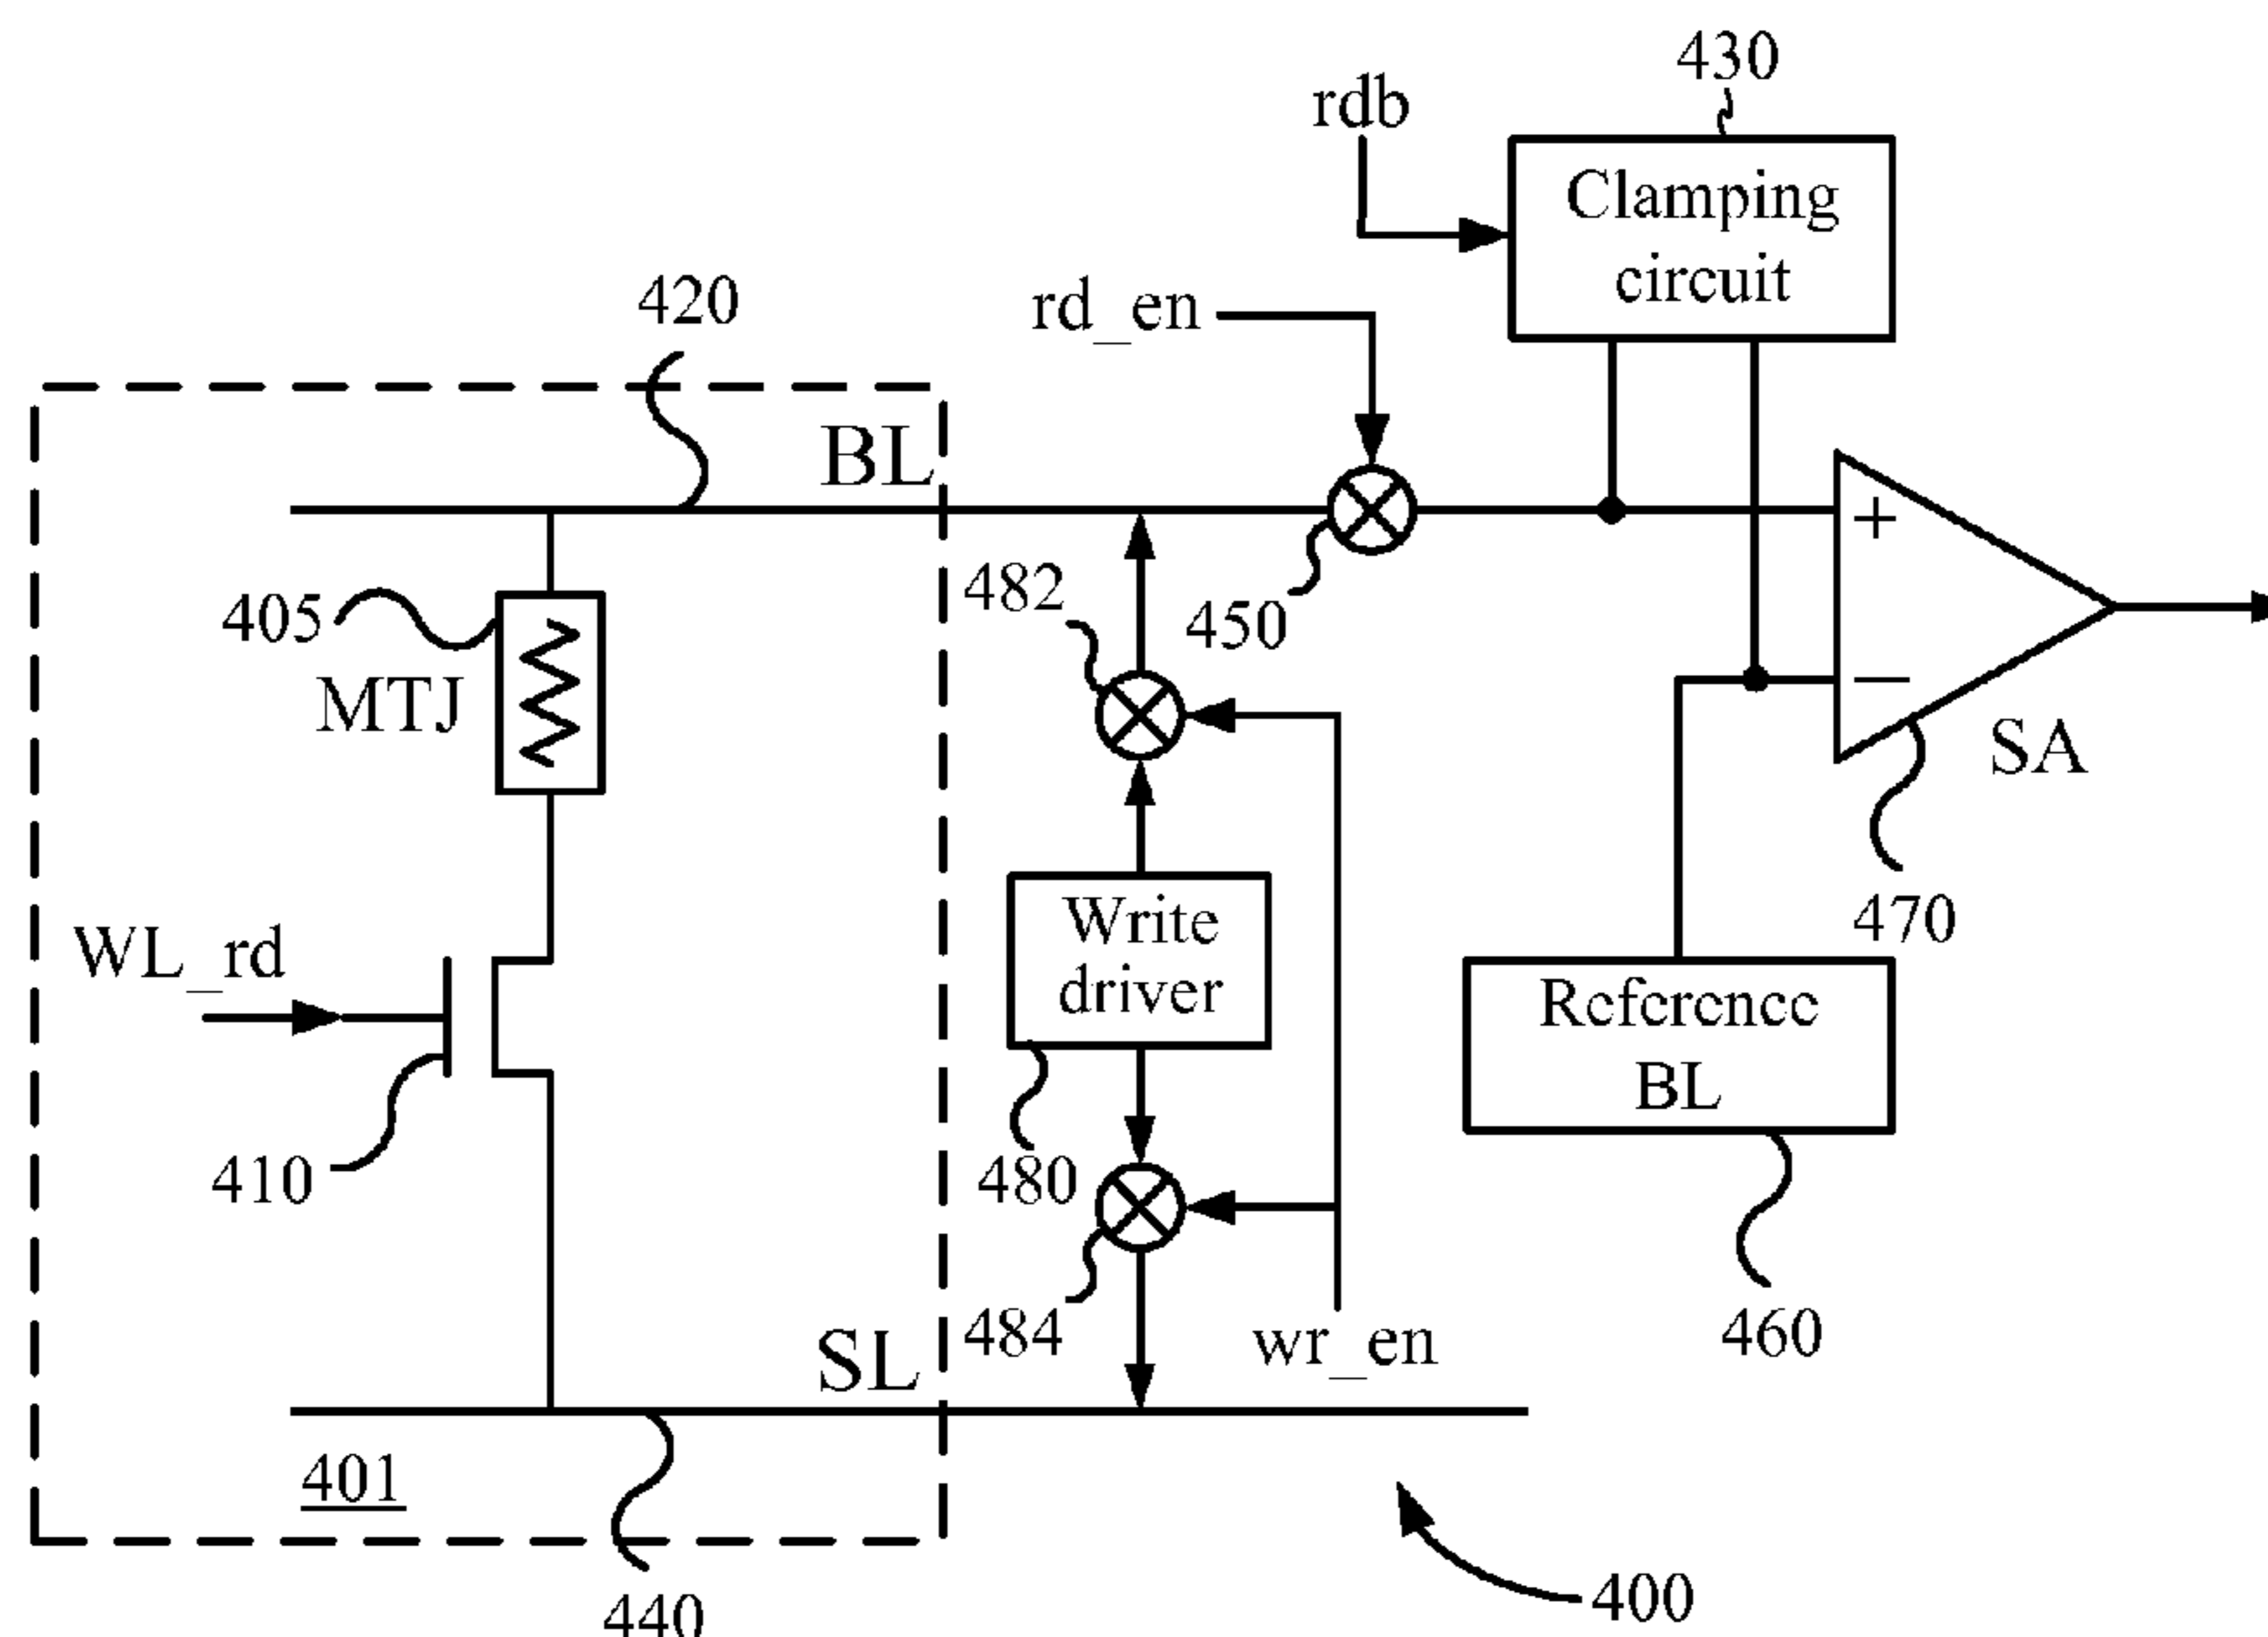 430
rdb
Clamping
circuit
rd_en
420
BL
482
450
405
MTJ
+
−
SA
Write
driver
470
WL_rd
Reference
BL
410
480
484
wr_en
460
SL
401
440
400